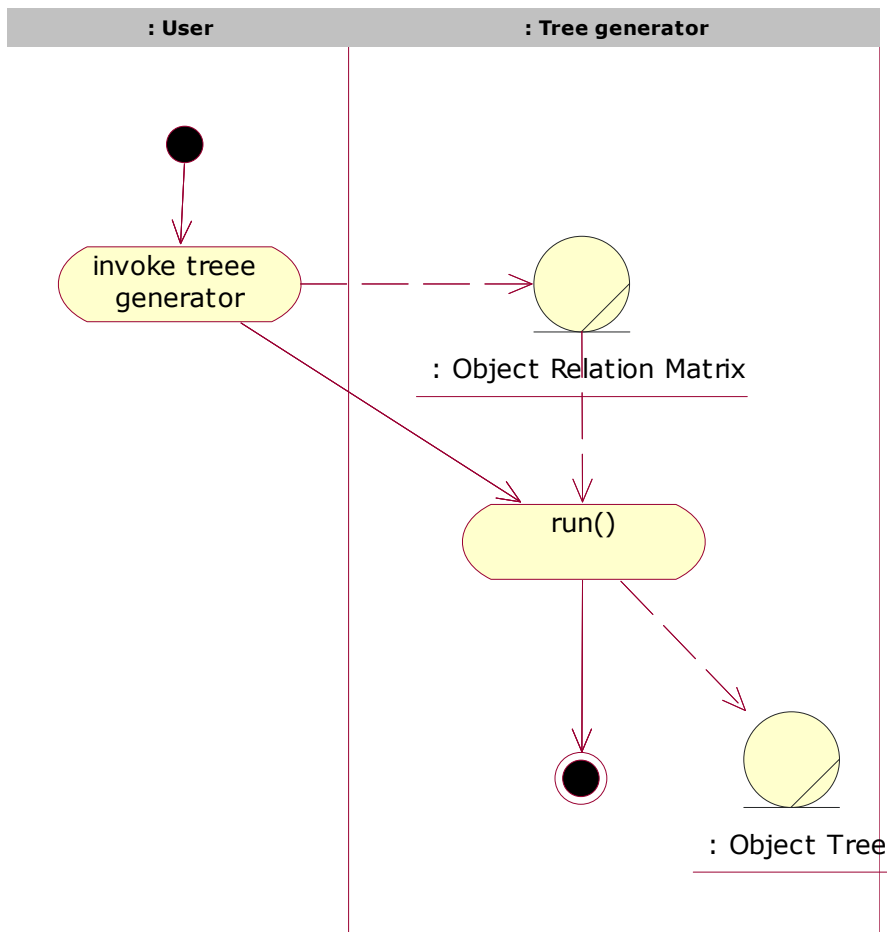 : User
: Tree generator
invoke treee
generator
: Object Relation Matrix
run()
: Object Tree